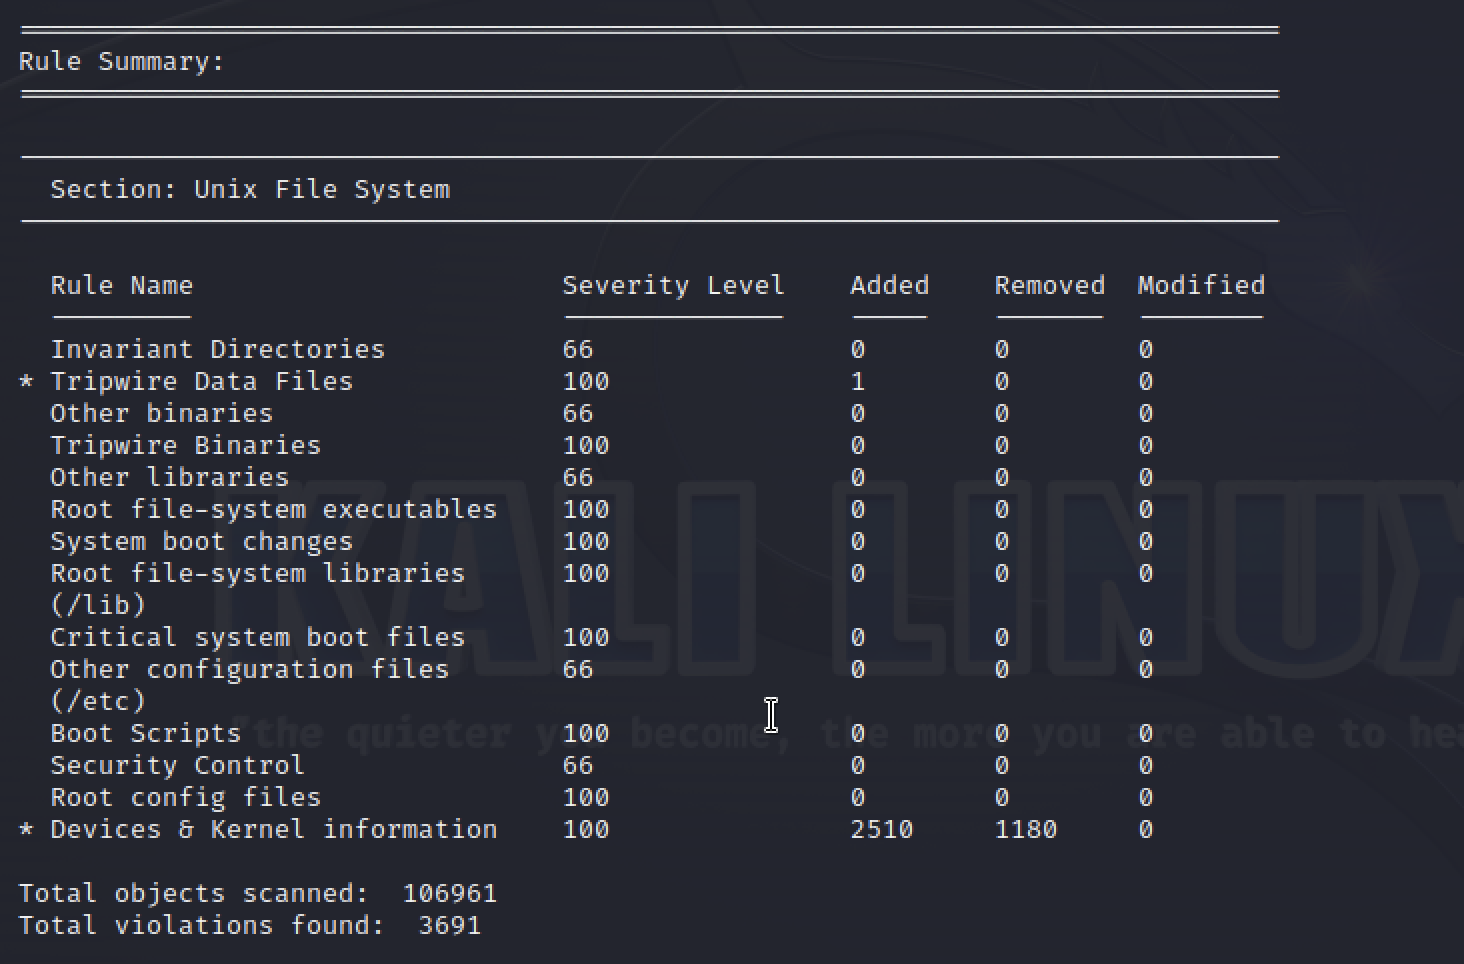 Rule Summary:
Section: Unix File System
Rule Name Severity Level Added Removed Modified
Invariant Directories 66 0 0 0
* Tripwire Data Files 100 1 0 0
Other binaries 66 0 0 0
Tripwire Binaries 100 0 0 0
Other libraries 66 0 0 0
Root file-system executables 100 0 0 0
System boot changes 100 0 0 0
Root file-system libraries 100 0 0 0
(/lib)
Critical system boot files 100 0 0 0
Other configuration files 66 0 0 0
(/etc)
Boot Scripts 100 0 0 0
Security Control 66 0 0 0
Root config files 100 0 0 0
* Devices & Kernel information 100 2510 1180 0
Total objects scanned: 106961
Total violations found: 3691
KALI LINUX
"the quieter you become, the more you are able to